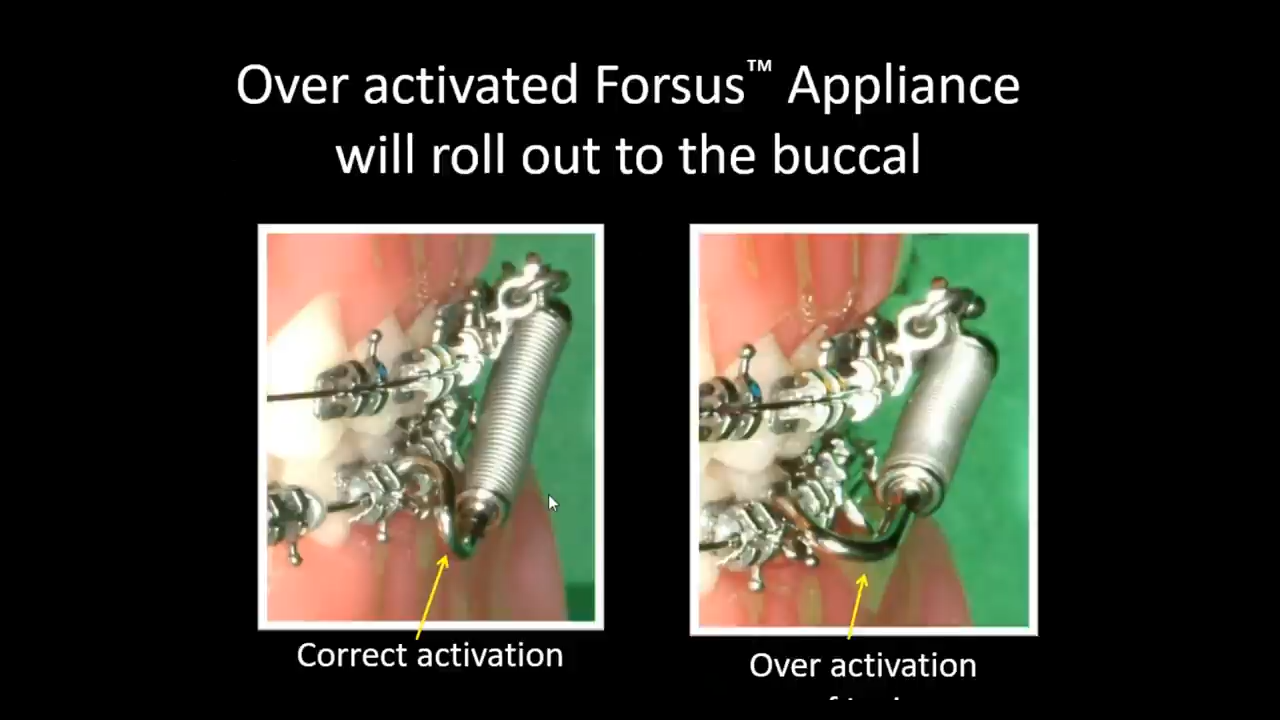 Over activated Forsus™ Appliance
will roll out to the buccal
Correct activation
Over activation